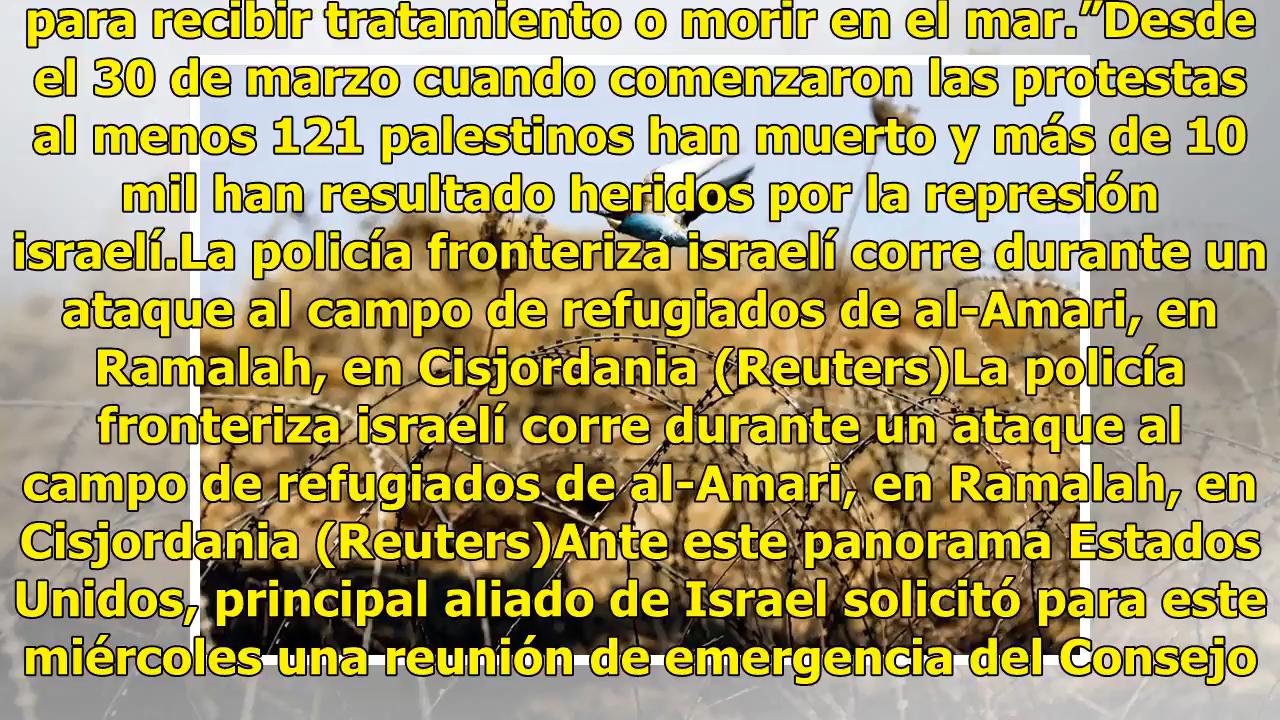 para recibir tratamiento o morir en el mar.”Desde
el 30 de marzo cuando comenzaron las protestas
al menos 121 palestinos han muerto y más de 10
mil han resultado heridos por la represión
israelí.La policía fronteriza israelí corre durante un
ataque al campo de refugiados de al-Amari, en
Ramalah, en Cisjordania (Reuters)La policía
fronteriza israelí corre durante un ataque al
campo de refugiados de al-Amari, en Ramalah, en
Cisjordania (Reuters)Ante este panorama Estados
Unidos, principal aliado de Israel solicitó para este
miércoles una reunión de emergencia del Consejo